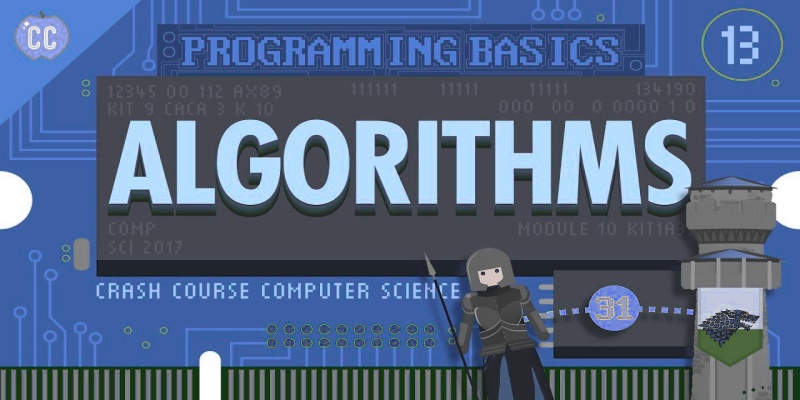 CC
PROGRAMMING BASICS
13
12345 00 112 AX89 111111 11111 11111 134190
KIT 9 CACA 3 K 10 000 00 0 0000 1 0
ALGORITHMS
COMP MODULE 10 KIT1A3
SCI 2017
CRASH COURSE COMPUTER SCIENCE
31